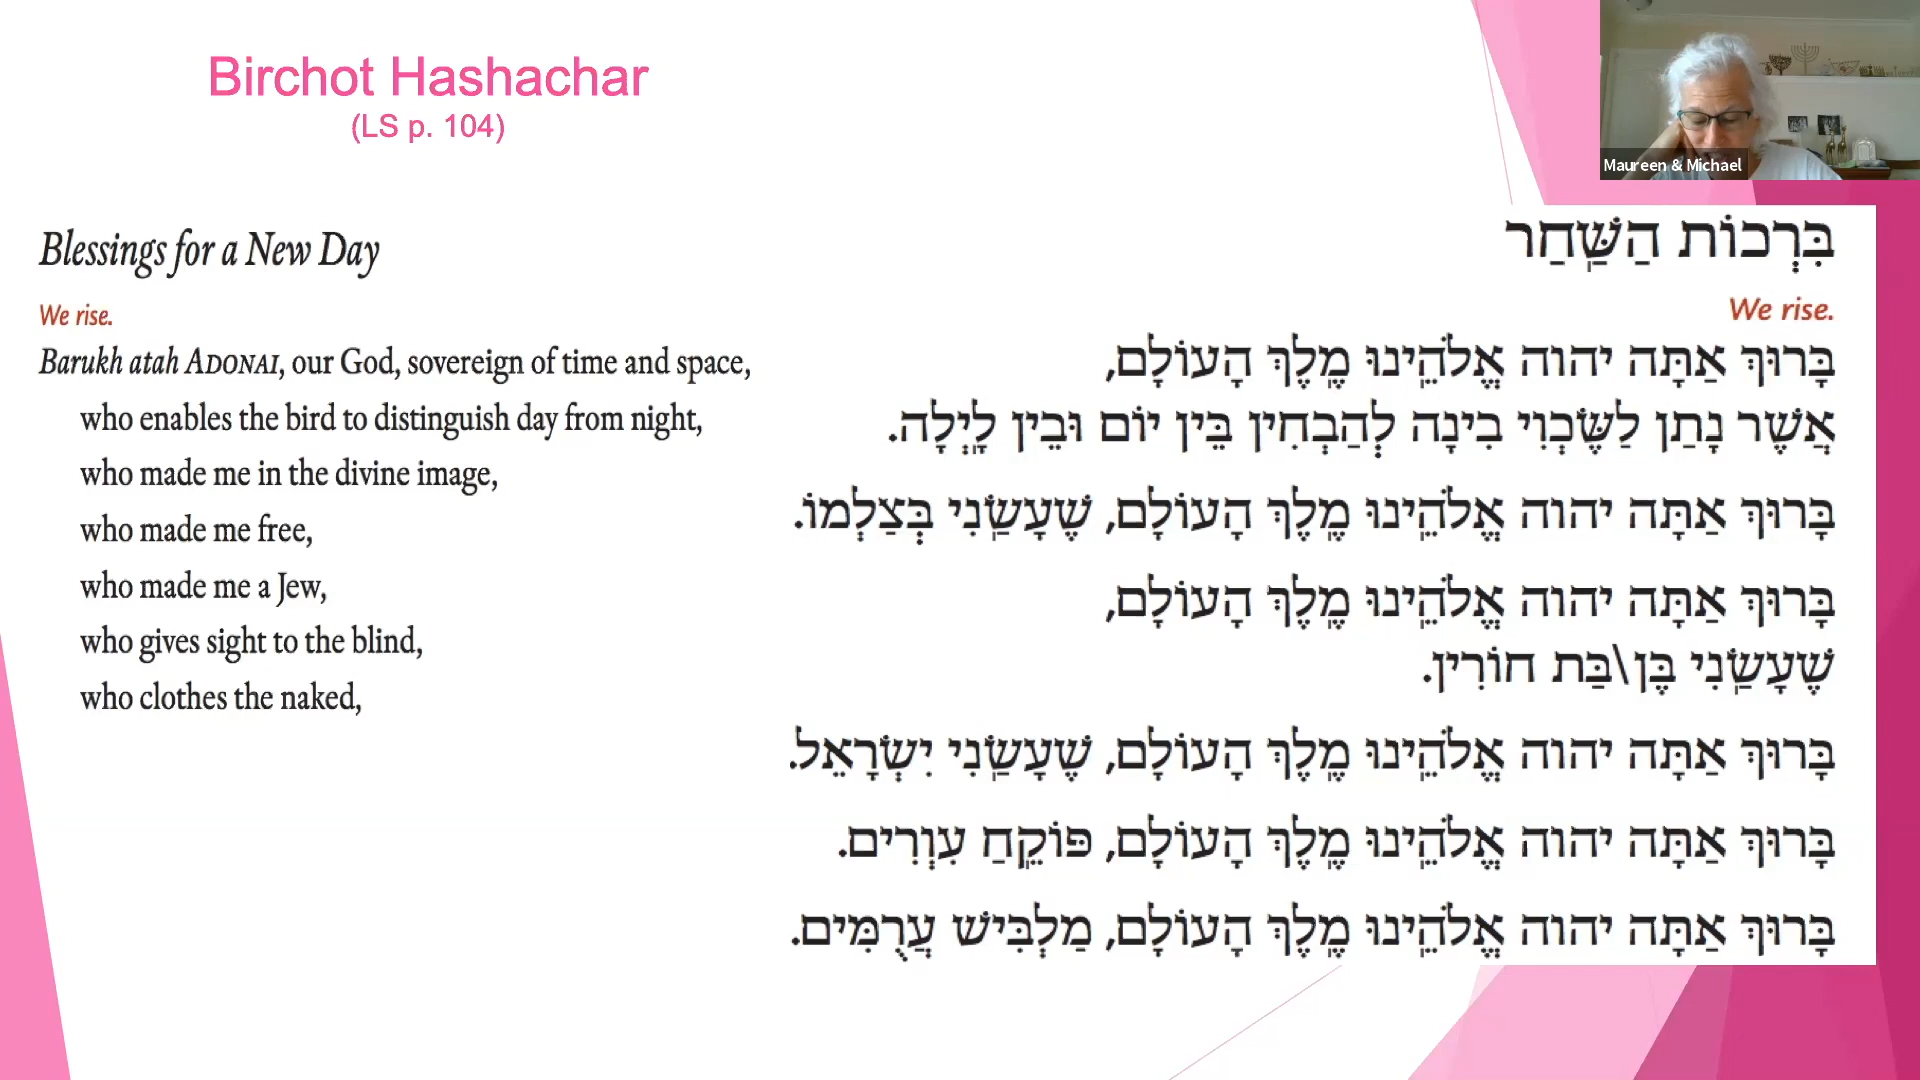 Birchot Hashachar
(LS p. 104)
Maureen & Michael
Blessings for a New Day
We rise.
Barukh atah ADONAI, our God, sovereign of time and space,
who enables the bird to distinguish day from night,
who made me in the divine image,
who made me free,
who made me a Jew,
who gives sight to the blind,
who clothes the naked,
בִּרְכוֹת הַשַּֽׁחַר
We rise.
בָּרוּךְ אַתָּה יהוה אֱלֹהֵֽינוּ מֶֽלֶךְ הָעוֹלָם,
אֲשֶׁר נָתַן לַשֶּׂכְוִי בִינָה לְהַבְחִין בֵּין יוֹם וּבֵין לָֽיְלָה.
בָּרוּךְ אַתָּה יהוה אֱלֹהֵֽינוּ מֶֽלֶךְ הָעוֹלָם, שֶׁעָשַֽׂנִי בְּצַלְמוֹ.
בָּרוּךְ אַתָּה יהוה אֱלֹהֵֽינוּ מֶֽלֶךְ הָעוֹלָם,
שֶׁעָשַֽׂנִי בֶּן\בַּת חוֹרִין.
בָּרוּךְ אַתָּה יהוה אֱלֹהֵֽינוּ מֶֽלֶךְ הָעוֹלָם, שֶׁעָשַֽׂנִי יִשְׂרָאֵל.
בָּרוּךְ אַתָּה יהוה אֱלֹהֵֽינוּ מֶֽלֶךְ הָעוֹלָם, פּוֹקֵֽחַ עִוְרִים.
בָּרוּךְ אַתָּה יהוה אֱלֹהֵֽינוּ מֶֽלֶךְ הָעוֹלָם, מַלְבִּישׁ עֲרֻמִּים.